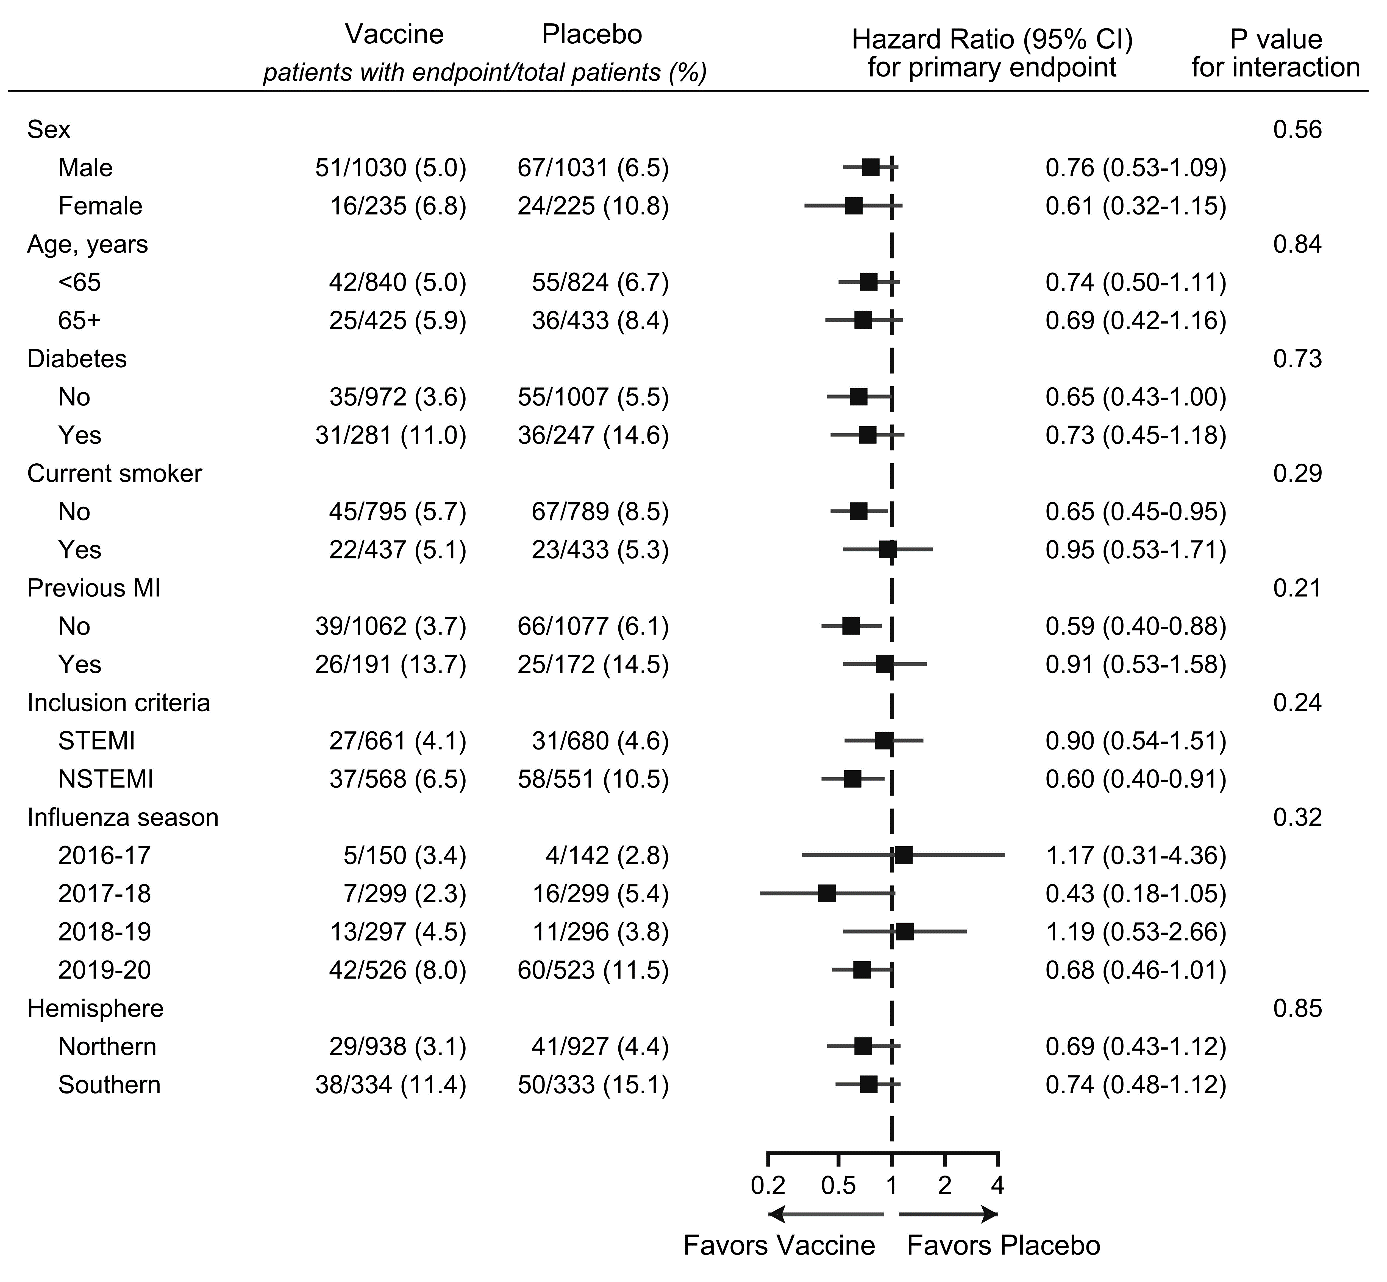 Vaccine Placebo Hazard Ratio (95% CI) P value
patients with endpoint/total patients (%) for primary endpoint for interaction
Sex 0.56
Male 51/1030 (5.0) 67/1031 (6.5) 0.76 (0.53-1.09)
Female 16/235 (6.8) 24/225 (10.8) 0.61 (0.32-1.15)
Age, years 0.84
<65 42/840 (5.0) 55/824 (6.7) 0.74 (0.50-1.11)
65+ 25/425 (5.9) 36/433 (8.4) 0.69 (0.42-1.16)
Diabetes 0.73
No 35/972 (3.6) 55/1007 (5.5) 0.65 (0.43-1.00)
Yes 31/281 (11.0) 36/247 (14.6) 0.73 (0.45-1.18)
Current smoker 0.29
No 45/795 (5.7) 67/789 (8.5) 0.65 (0.45-0.95)
Yes 22/437 (5.1) 23/433 (5.3) 0.95 (0.53-1.71)
Previous MI 0.21
No 39/1062 (3.7) 66/1077 (6.1) 0.59 (0.40-0.88)
Yes 26/191 (13.7) 25/172 (14.5) 0.91 (0.53-1.58)
Inclusion criteria 0.24
STEMI 27/661 (4.1) 31/680 (4.6) 0.90 (0.54-1.51)
NSTEMI 37/568 (6.5) 58/551 (10.5) 0.60 (0.40-0.91)
Influenza season 0.32
2016-17 5/150 (3.4) 4/142 (2.8) 1.17 (0.31-4.36)
2017-18 7/299 (2.3) 16/299 (5.4) 0.43 (0.18-1.05)
2018-19 13/297 (4.5) 11/296 (3.8) 1.19 (0.53-2.66)
2019-20 42/526 (8.0) 60/523 (11.5) 0.68 (0.46-1.01)
Hemisphere 0.85
Northern 29/938 (3.1) 41/927 (4.4) 0.69 (0.43-1.12)
Southern 38/334 (11.4) 50/333 (15.1) 0.74 (0.48-1.12)
0.2 0.5 1 2 4
Favors Vaccine Favors Placebo